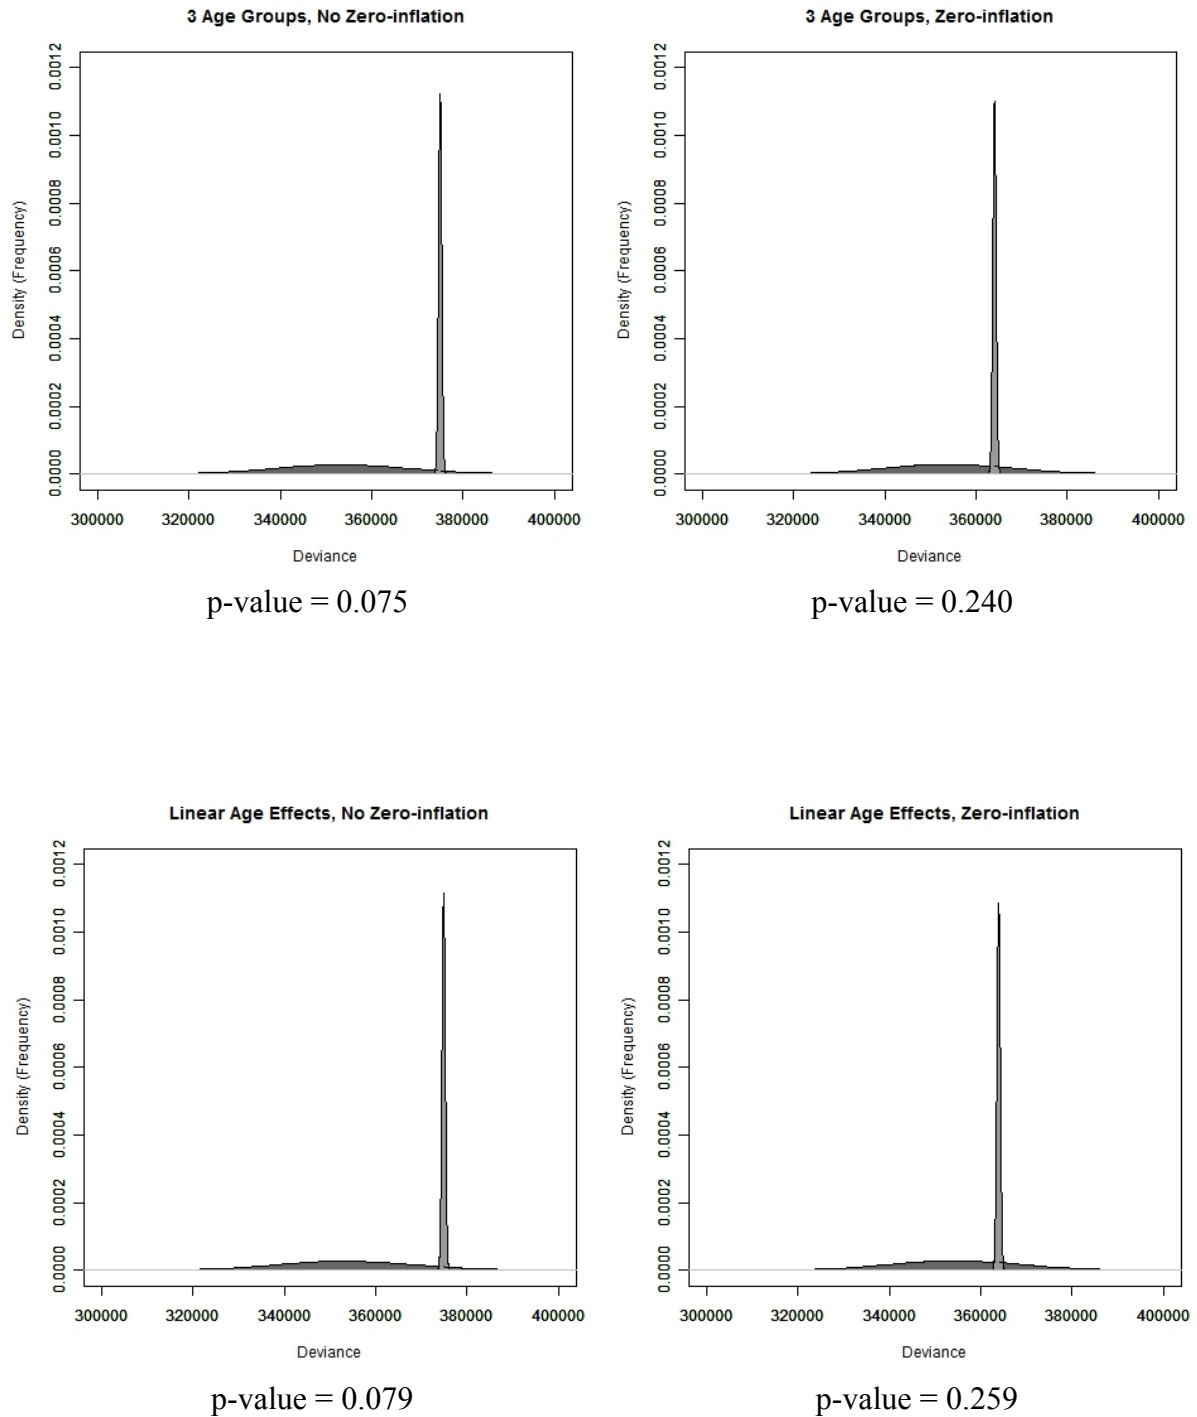 3 Age Groups, No Zero-inflation
Density (Frequency)
0.0012
0.0010
0.0008
0.0006
0.0004
0.0002
0.0000
300000 320000 340000 360000 380000 400000
Deviance
p-value = 0.075
3 Age Groups, Zero-inflation
Density (Frequency)
0.0012
0.0010
0.0008
0.0006
0.0004
0.0002
0.0000
300000 320000 340000 360000 380000 400000
Deviance
p-value = 0.240
Linear Age Effects, No Zero-inflation
Density (Frequency)
0.0012
0.0010
0.0008
0.0006
0.0004
0.0002
0.0000
300000 320000 340000 360000 380000 400000
Deviance
p-value = 0.079
Linear Age Effects, Zero-inflation
Density (Frequency)
0.0012
0.0010
0.0008
0.0006
0.0004
0.0002
0.0000
300000 320000 340000 360000 380000 400000
Deviance
p-value = 0.259